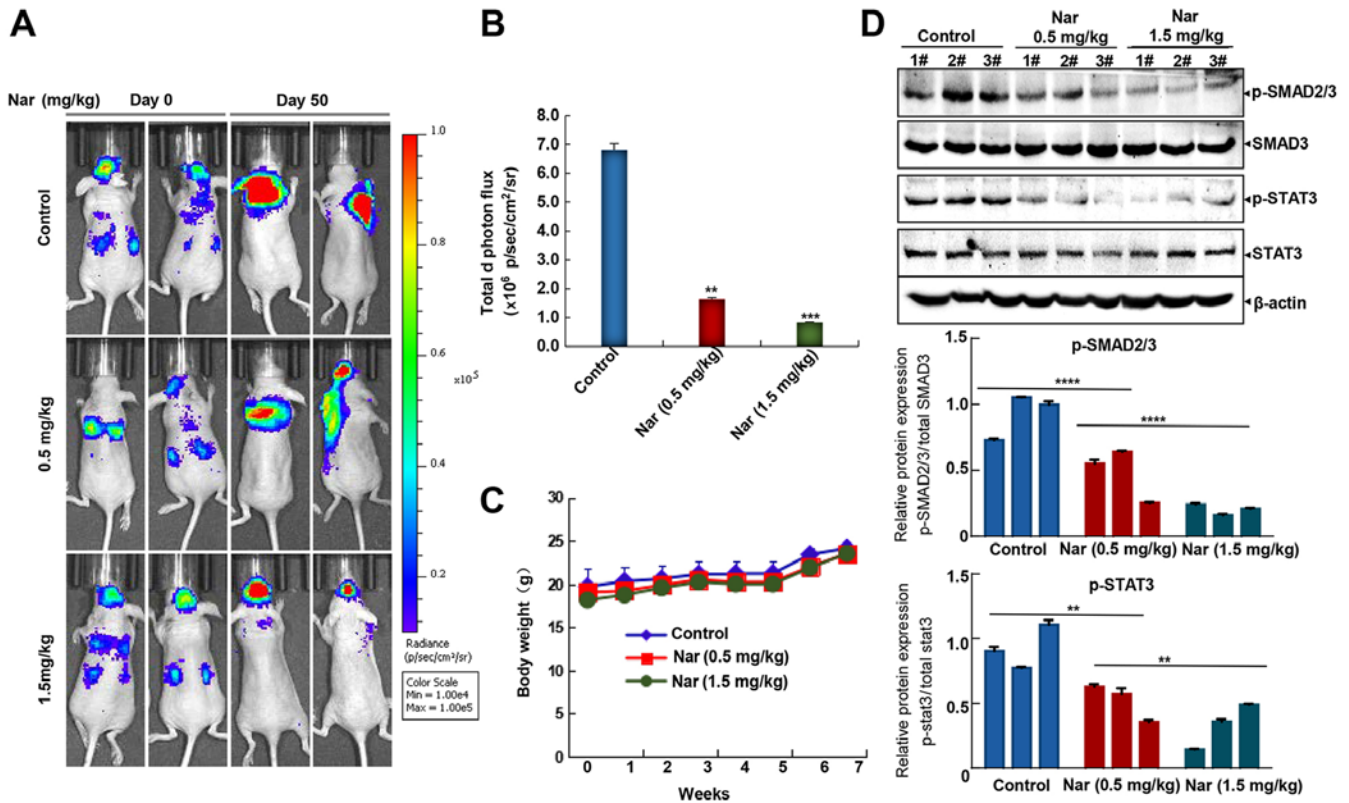 A
Nar (mg/kg)
Day 0
Day 50
Control
0.5 mg/kg
1.5mg/kg
1.0
0.8
0.6
x10⁵
0.4
0.2
Radiance
(p/sec/cm²/sr)
Color Scale
Min = 1.00e4
Max = 1.00e5
B
Total d photon flux
(x10⁶ p/sec/cm²/sr)
8.0
7.0
6.0
5.0
4.0
3.0
2.0
1.0
0.0
**
***
Control
Nar (0.5 mg/kg)
Nar (1.5 mg/kg)
C
Body weight (g)
30
25
20
15
10
5
0
Control
Nar (0.5 mg/kg)
Nar (1.5 mg/kg)
0 1 2 3 4 5 6 7
Weeks
D
Control
Nar
0.5 mg/kg
Nar
1.5 mg/kg
1# 2# 3# 1# 2# 3# 1# 2# 3#
p-SMAD2/3
SMAD3
p-STAT3
STAT3
β-actin
p-SMAD2/3
Relative protein expression
p-SMAD2/3/total SMAD3
1.5
1.0
0.5
0
****
****
Control Nar (0.5 mg/kg) Nar (1.5 mg/kg)
p-STAT3
Relative protein expression
p-stat3/total stat3
1.5
1.0
0.5
0
**
**
Control Nar (0.5 mg/kg) Nar (1.5 mg/kg)